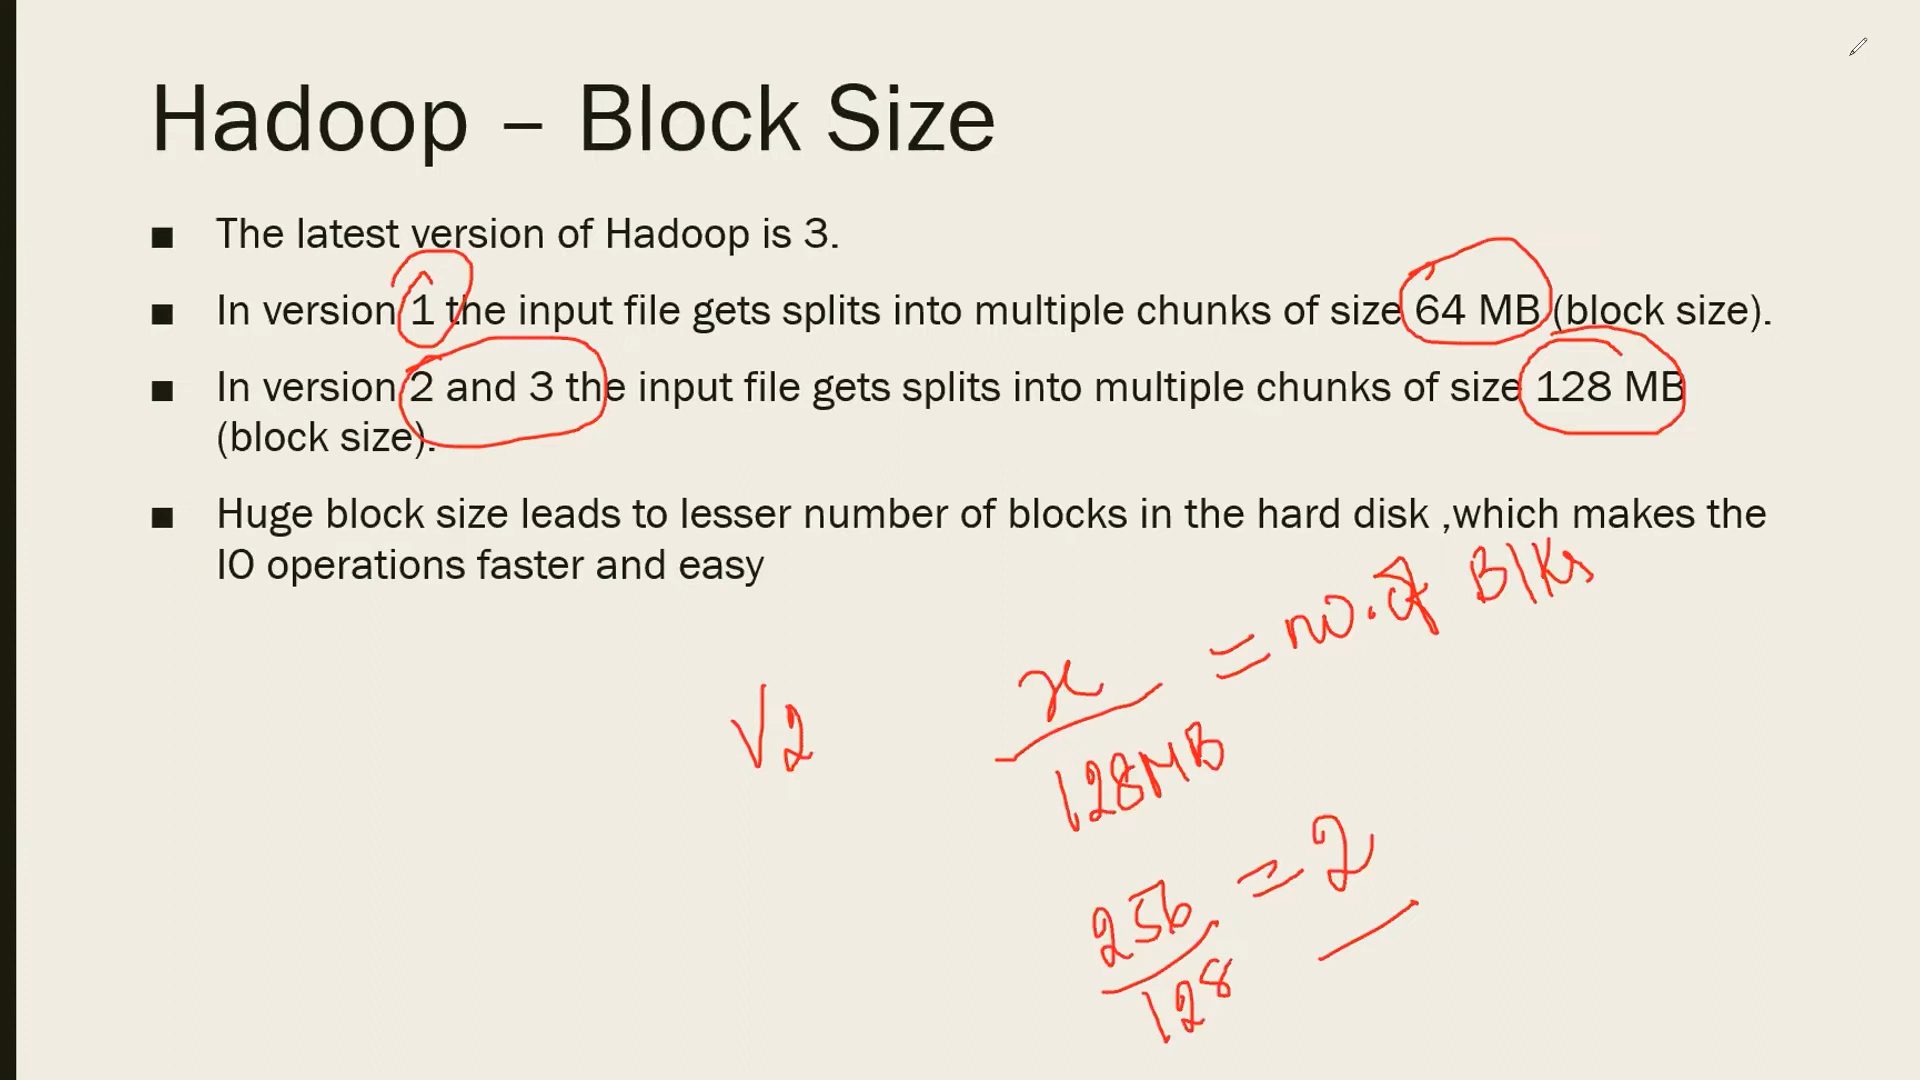 Hadoop – Block Size
■ The latest version of Hadoop is 3.
■ In version 1 the input file gets splits into multiple chunks of size 64 MB (block size).
■ In version 2 and 3 the input file gets splits into multiple chunks of size 128 MB
(block size).
■ Huge block size leads to lesser number of blocks in the hard disk ,which makes the
IO operations faster and easy
V2
x = no. of Blks
128MB
256 = 2
128